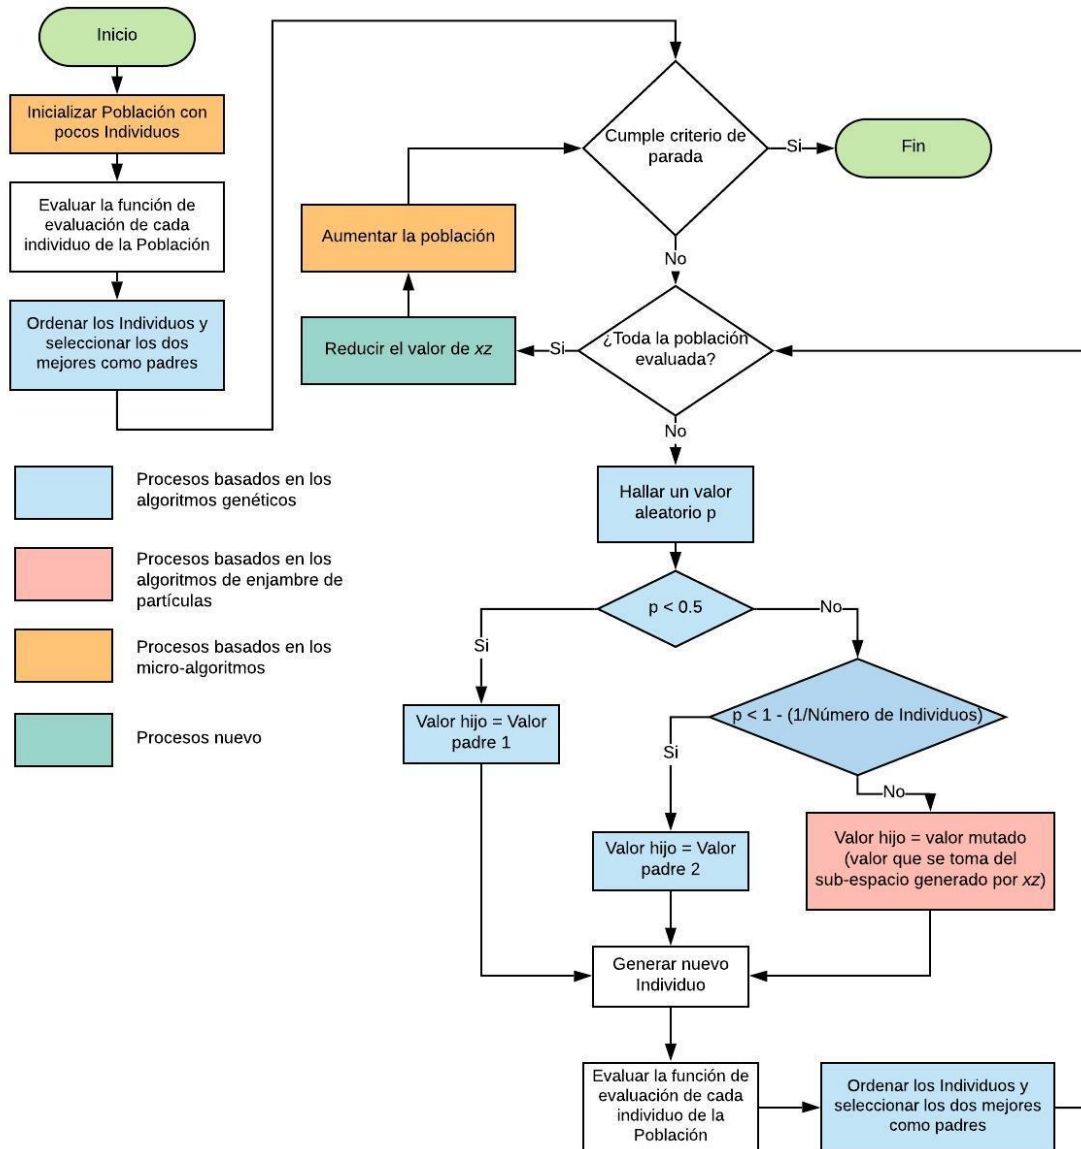 Inicio
Inicializar Población con
pocos Individuos
Evaluar la función de
evaluación de cada
individuo de la Población
Ordenar los Individuos y
seleccionar los dos
mejores como padres
Cumple criterio de
parada
Si
Fin
No
Aumentar la población
Reducir el valor de xz
Si
¿Toda la población
evaluada?
No
Hallar un valor
aleatorio p
p < 0.5
Si
No
Valor hijo = Valor
padre 1
p < 1 - (1/Número de Individuos)
Si
No
Valor hijo = Valor
padre 2
Valor hijo = valor mutado
(valor que se toma del
sub-espacio generado por xz)
Generar nuevo
Individuo
Evaluar la función de
evaluación de cada
individuo de la
Población
Ordenar los Individuos y
seleccionar los dos mejores
como padres
Procesos basados en los
algoritmos genéticos
Procesos basados en los
algoritmos de enjambre de
partículas
Procesos basados en los
micro-algoritmos
Procesos nuevo